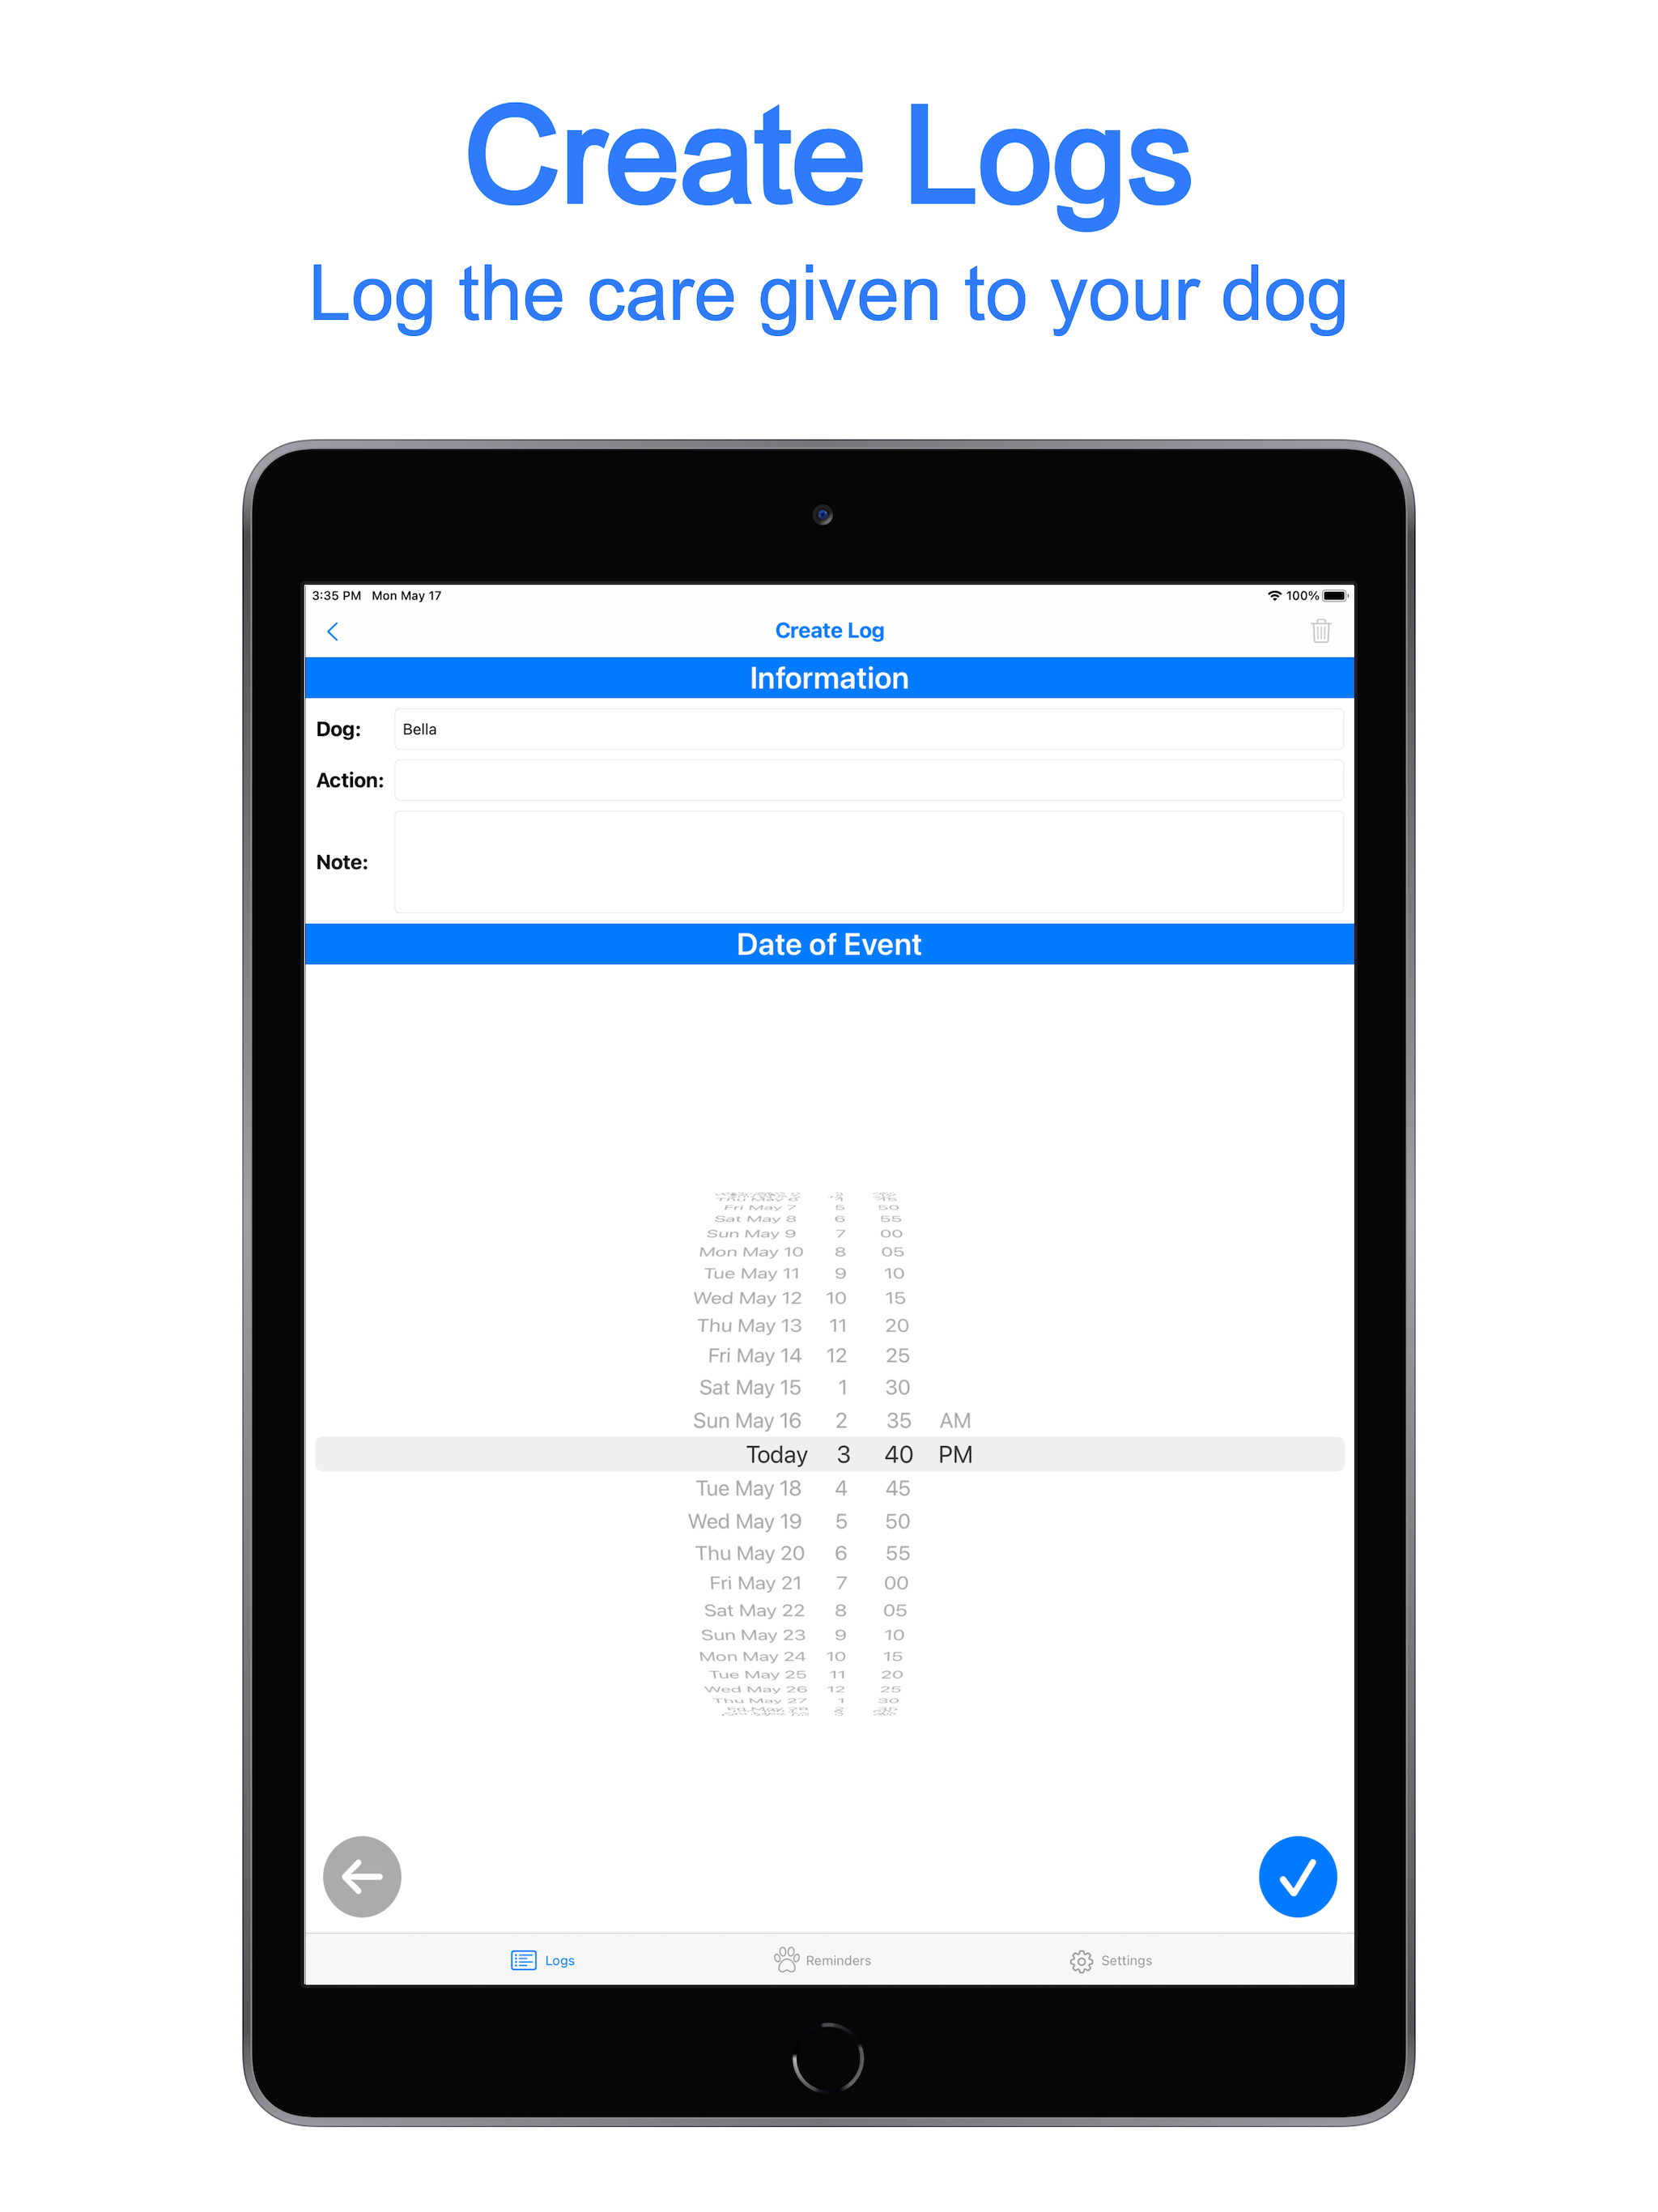 Create Logs
Log the care given to your dog
3:35 PM Mon May 17 100%
Create Log
Information
Dog: Bella
Action:
Note:
Date of Event
Thu May 6 4 45
Fri May 7 5 50
Sat May 8 6 55
Sun May 9 7 00
Mon May 10 8 05
Tue May 11 9 10
Wed May 12 10 15
Thu May 13 11 20
Fri May 14 12 25
Sat May 15 1 30
Sun May 16 2 35 AM
Today 3 40 PM
Tue May 18 4 45
Wed May 19 5 50
Thu May 20 6 55
Fri May 21 7 00
Sat May 22 8 05
Sun May 23 9 10
Mon May 24 10 15
Tue May 25 11 20
Wed May 26 12 25
Thu May 27 1 30
Logs Reminders Settings